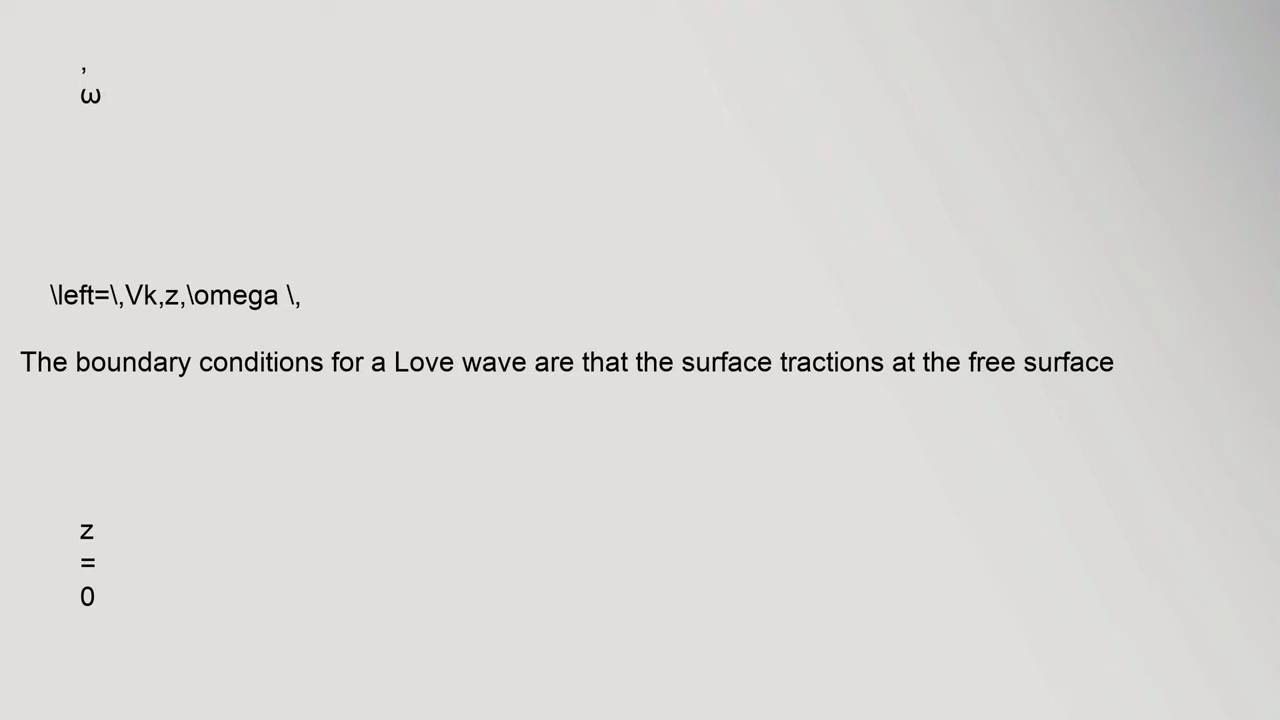 ,
ω
\left=\,Vk,z,\omega \,
The boundary conditions for a Love wave are that the surface tractions at the free surface
z
=
0